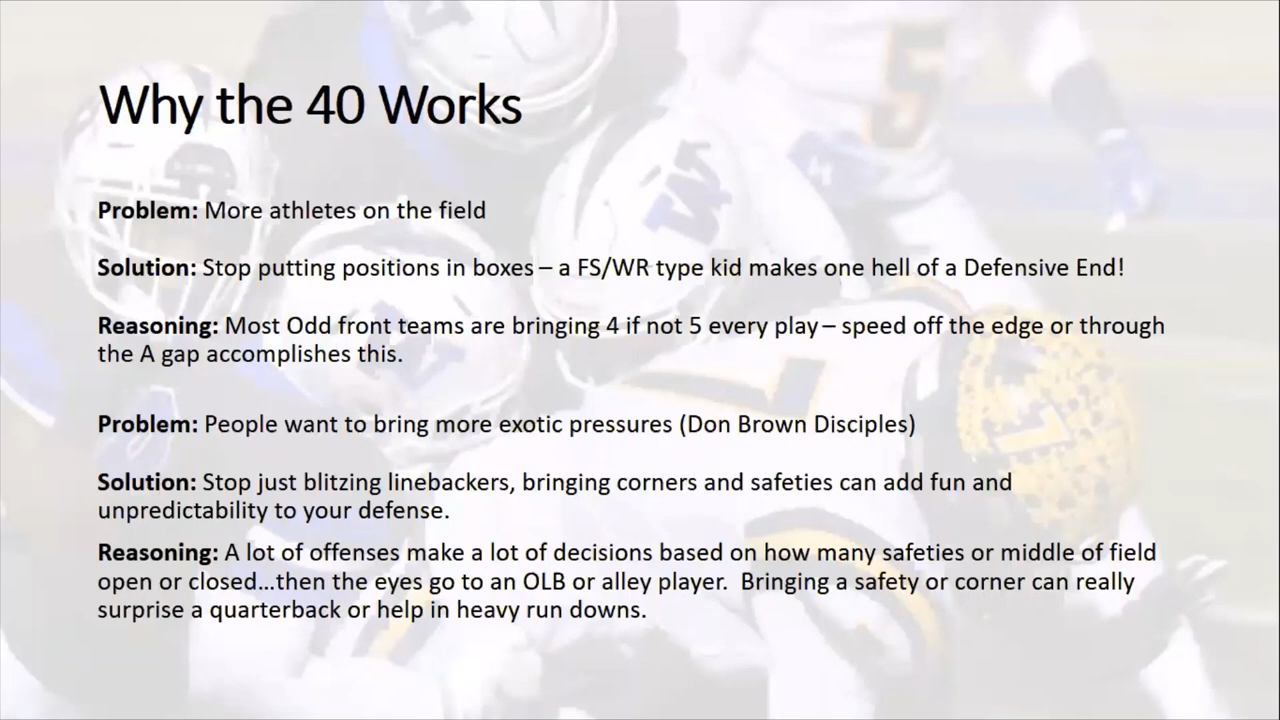 Why the 40 Works
Problem: More athletes on the field
Solution: Stop putting positions in boxes – a FS/WR type kid makes one hell of a Defensive End!
Reasoning: Most Odd front teams are bringing 4 if not 5 every play – speed off the edge or through
the A gap accomplishes this.
Problem: People want to bring more exotic pressures (Don Brown Disciples)
Solution: Stop just blitzing linebackers, bringing corners and safeties can add fun and
unpredictability to your defense.
Reasoning: A lot of offenses make a lot of decisions based on how many safeties or middle of field
open or closed...then the eyes go to an OLB or alley player.  Bringing a safety or corner can really
surprise a quarterback or help in heavy run downs.